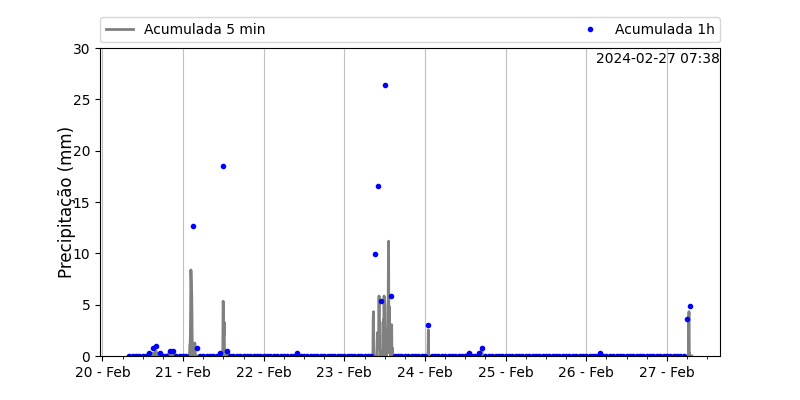 Acumulada 5 min
Acumulada 1h
2024-02-27 07:38
Precipitação (mm)
30
25
20
15
10
5
0
20 - Feb
21 - Feb
22 - Feb
23 - Feb
24 - Feb
25 - Feb
26 - Feb
27 - Feb